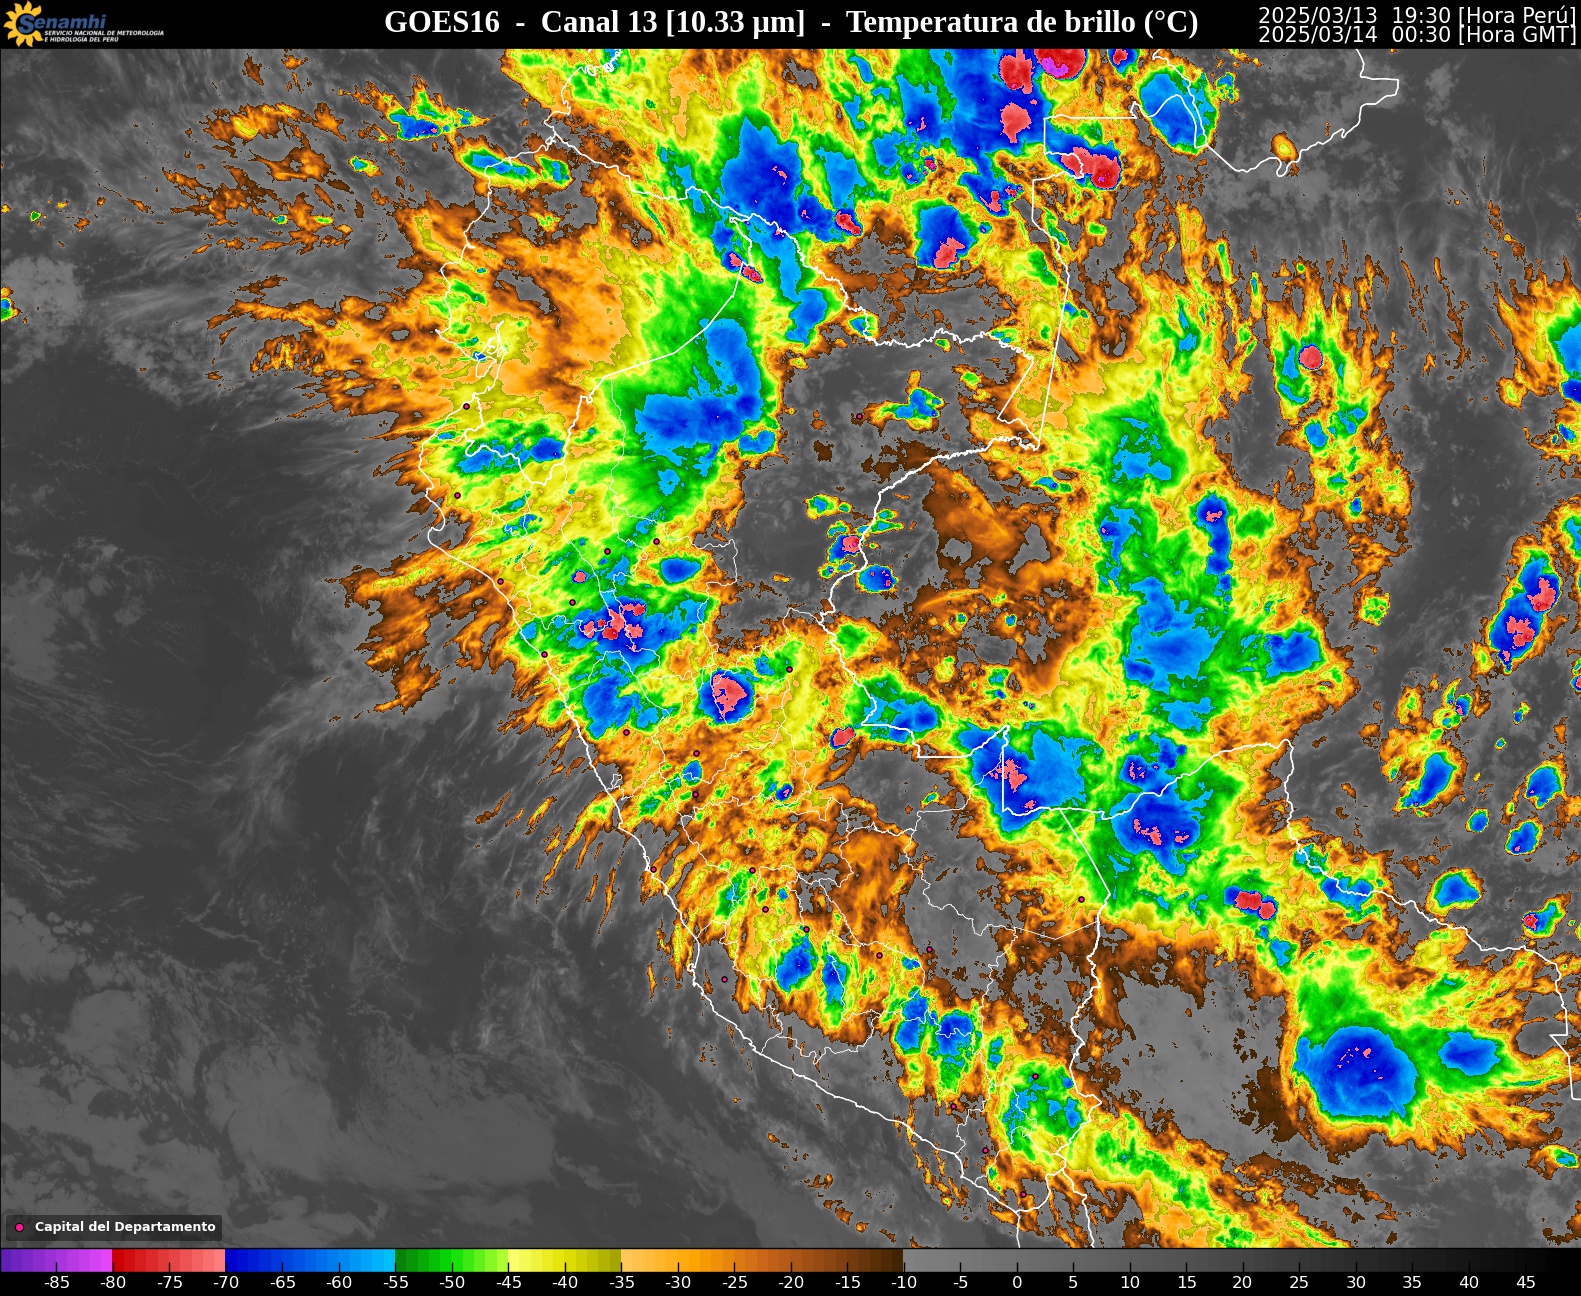 Senamhi
SERVICIO NACIONAL DE METEOROLOGÍA
E HIDROLOGÍA DEL PERÚ
GOES16 - Canal 13 [10.33 µm] - Temperatura de brillo (°C)
2025/03/13 19:30 [Hora Perú]
2025/03/14 00:30 [Hora GMT]
Capital del Departamento
-85 -80 -75 -70 -65 -60 -55 -50 -45 -40 -35 -30 -25 -20 -15 -10 -5 0 5 10 15 20 25 30 35 40 45